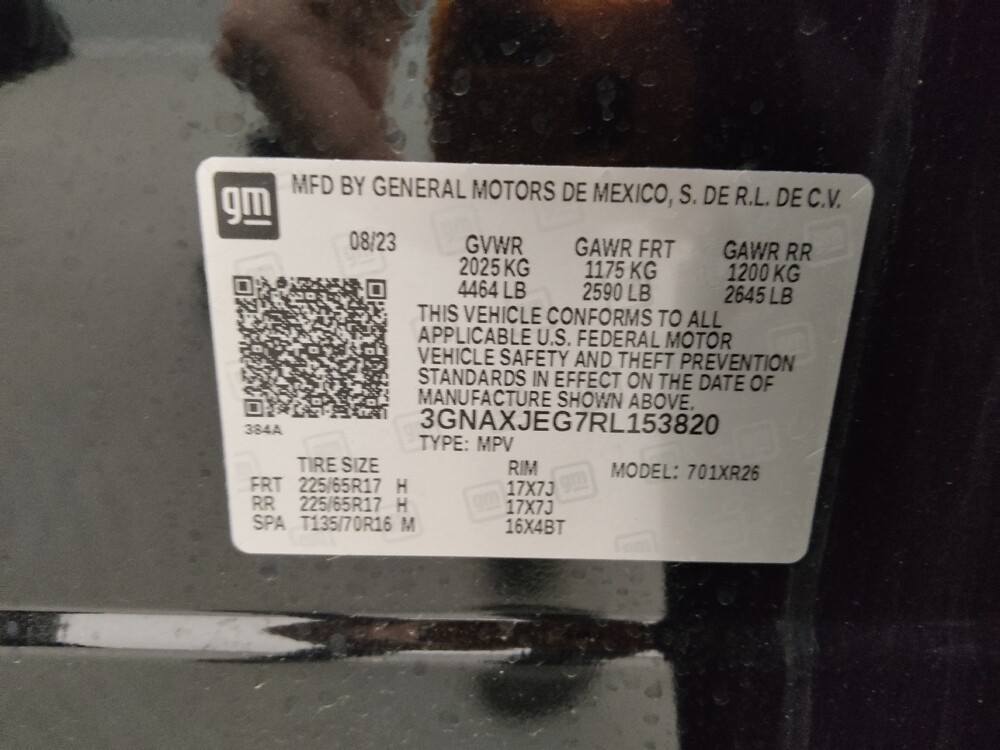 gm MFD BY GENERAL MOTORS DE MEXICO, S. DE R.L. DE C.V.
08/23 GVWR GAWR FRT GAWR RR
2025 KG 1175 KG 1200 KG
4464 LB 2590 LB 2645 LB
THIS VEHICLE CONFORMS TO ALL
APPLICABLE U.S. FEDERAL MOTOR
VEHICLE SAFETY AND THEFT PREVENTION
STANDARDS IN EFFECT ON THE DATE OF
MANUFACTURE SHOWN ABOVE.
3GNAXJEG7RL153820
384A
TYPE: MPV
TIRE SIZE RIM MODEL: 701XR26
FRT 225/65R17 H 17X7J
RR 225/65R17 H 17X7J
SPA T135/70R16 M 16X4BT